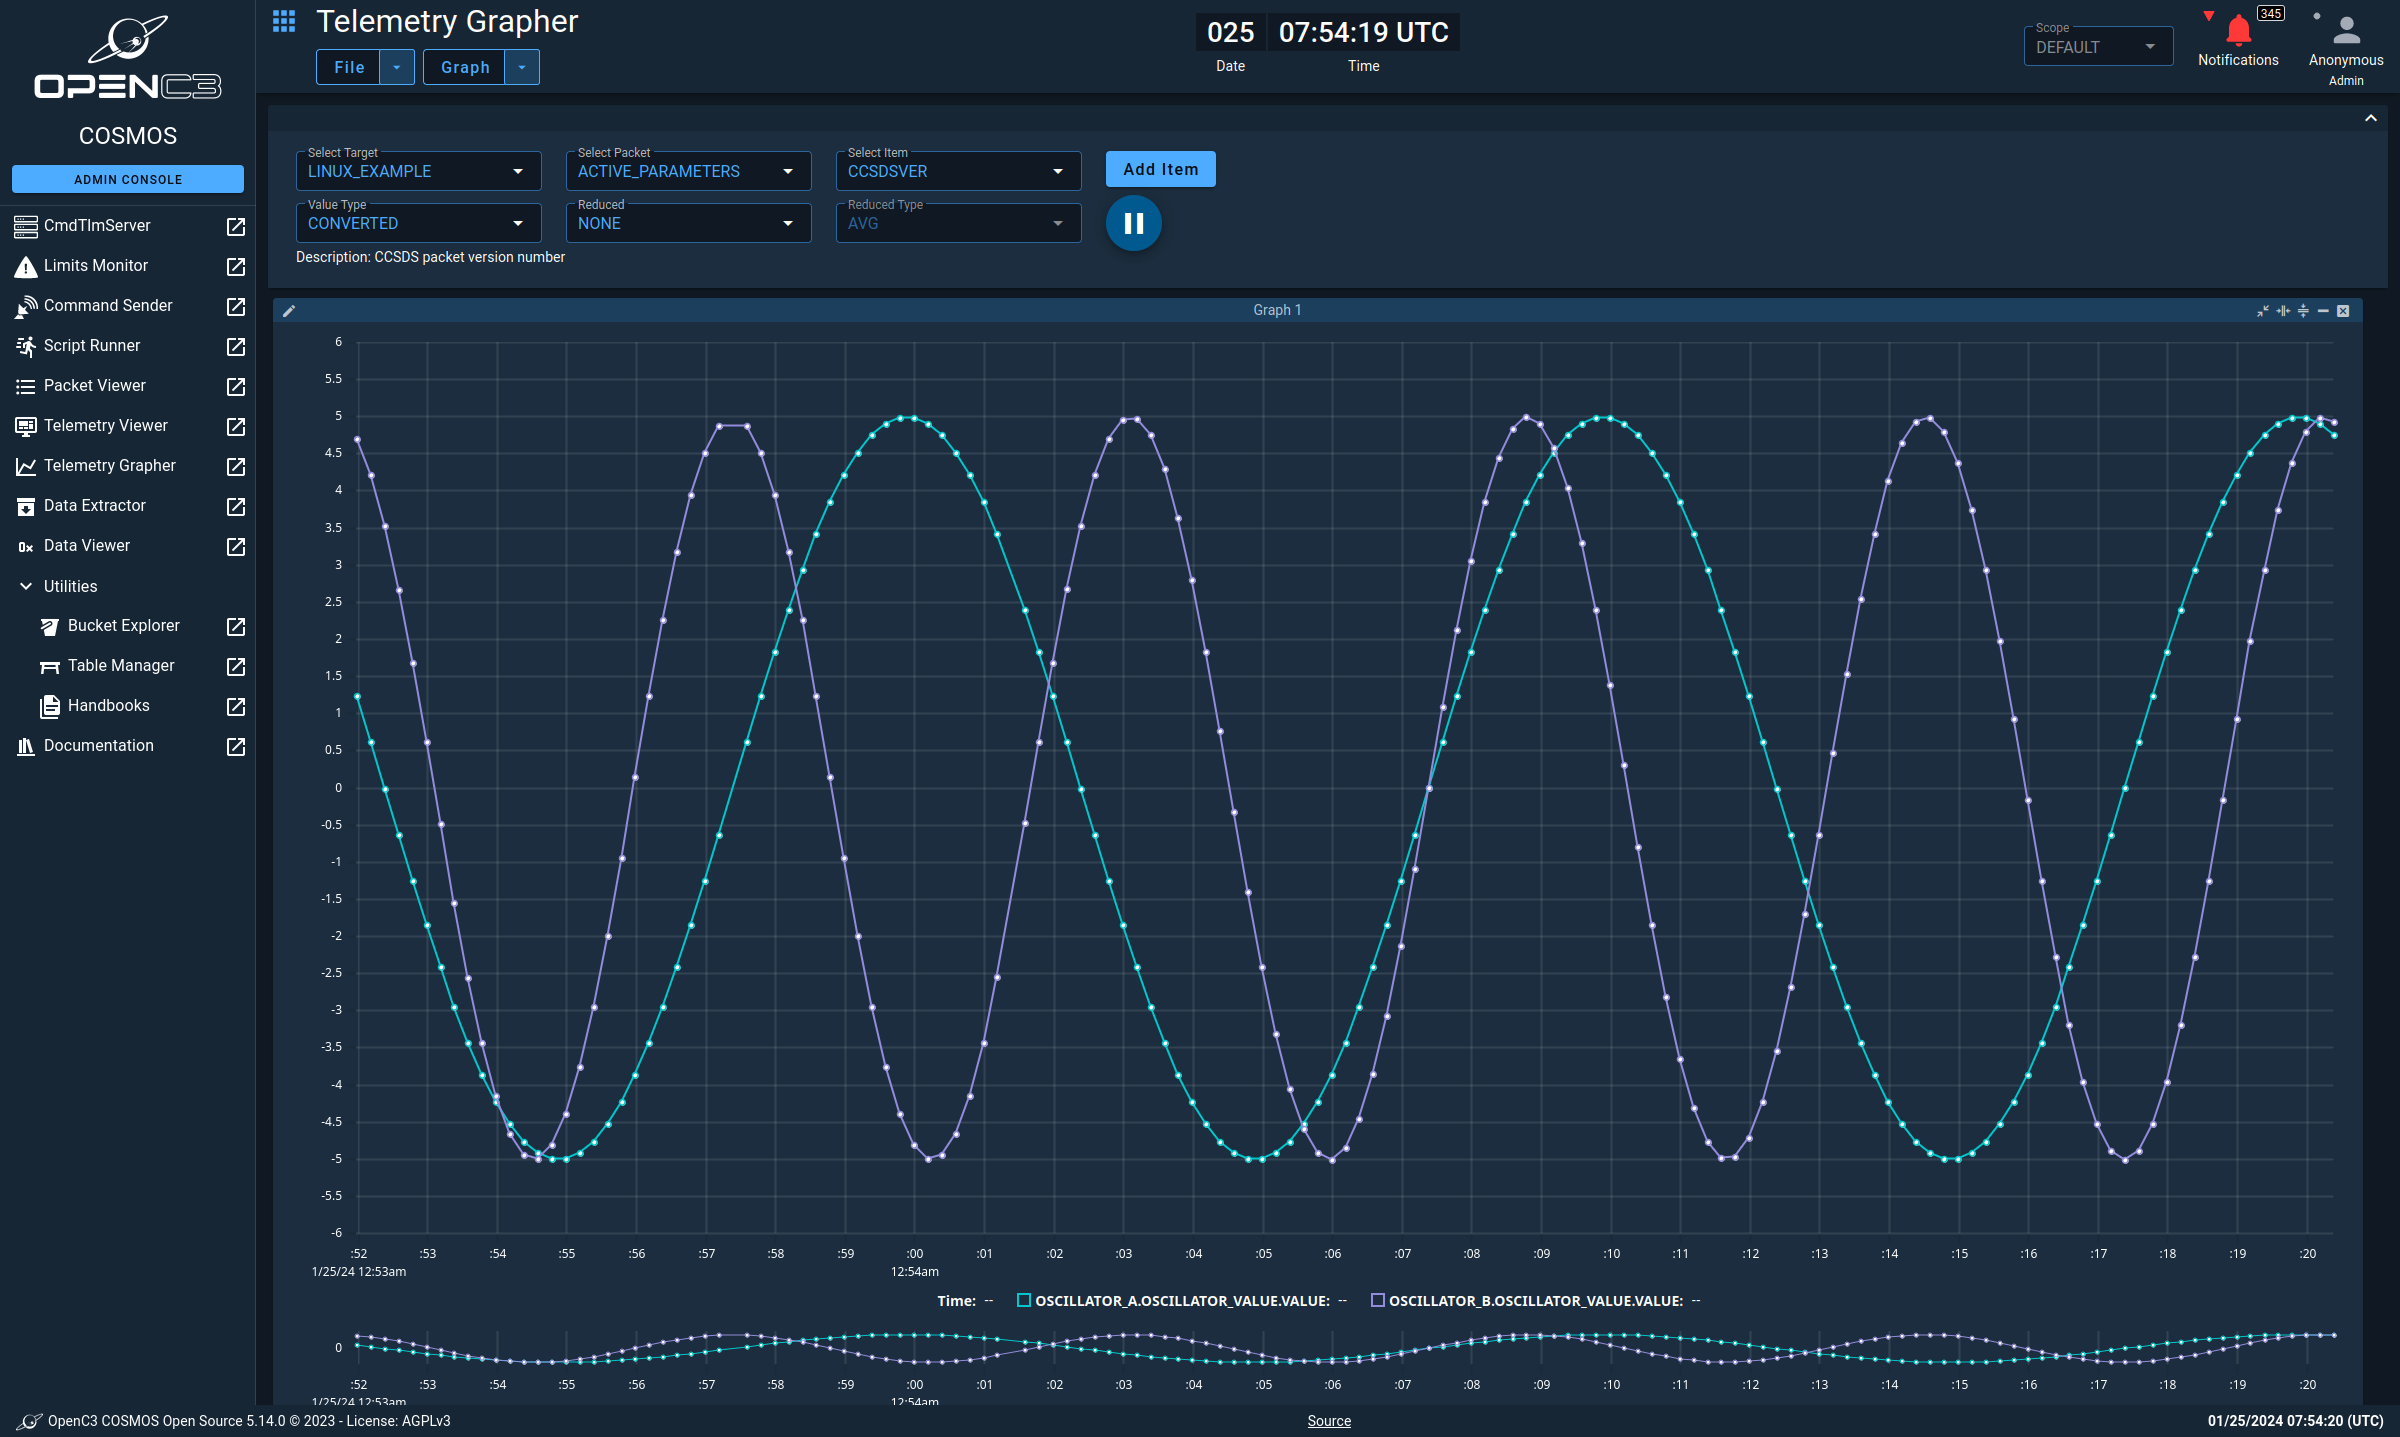 OPENC3
COSMOS
ADMIN CONSOLE
CmdTlmServer
Limits Monitor
Command Sender
Script Runner
Packet Viewer
Telemetry Viewer
Telemetry Grapher
Data Extractor
0x Data Viewer
Utilities
Bucket Explorer
Table Manager
Handbooks
Documentation
Telemetry Grapher
File
Graph
025 07:54:19 UTC
Date Time
Scope
DEFAULT
345
Notifications
Anonymous
Admin
Select Target
LINUX_EXAMPLE
Select Packet
ACTIVE_PARAMETERS
Select Item
CCSDSVER
Add Item
Value Type
CONVERTED
Reduced
NONE
Reduced Type
AVG
Description: CCSDS packet version number
Graph 1
6
5.5
5
4.5
4
3.5
3
2.5
2
1.5
1
0.5
0
-0.5
-1
-1.5
-2
-2.5
-3
-3.5
-4
-4.5
-5
-5.5
-6
:52 :53 :54 :55 :56 :57 :58 :59 :00 :01 :02 :03 :04 :05 :06 :07 :08 :09 :10 :11 :12 :13 :14 :15 :16 :17 :18 :19 :20
1/25/24 12:53am 12:54am
Time: -- OSCILLATOR_A.OSCILLATOR_VALUE.VALUE: -- OSCILLATOR_B.OSCILLATOR_VALUE.VALUE: --
0
:52 :53 :54 :55 :56 :57 :58 :59 :00 :01 :02 :03 :04 :05 :06 :07 :08 :09 :10 :11 :12 :13 :14 :15 :16 :17 :18 :19 :20
1/25/24 12:53am 12:54am
OpenC3 COSMOS Open Source 5.14.0 © 2023 - License: AGPLv3
Source
01/25/2024 07:54:20 (UTC)